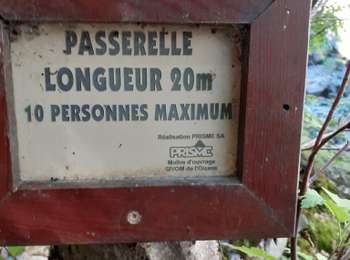 PASSERELLE
LONGUEUR 20m
10 PERSONNES MAXIMUM
Réalisation PRISME SA
PRISME
Maître d'ouvrage
SIVOM de l'Oisans